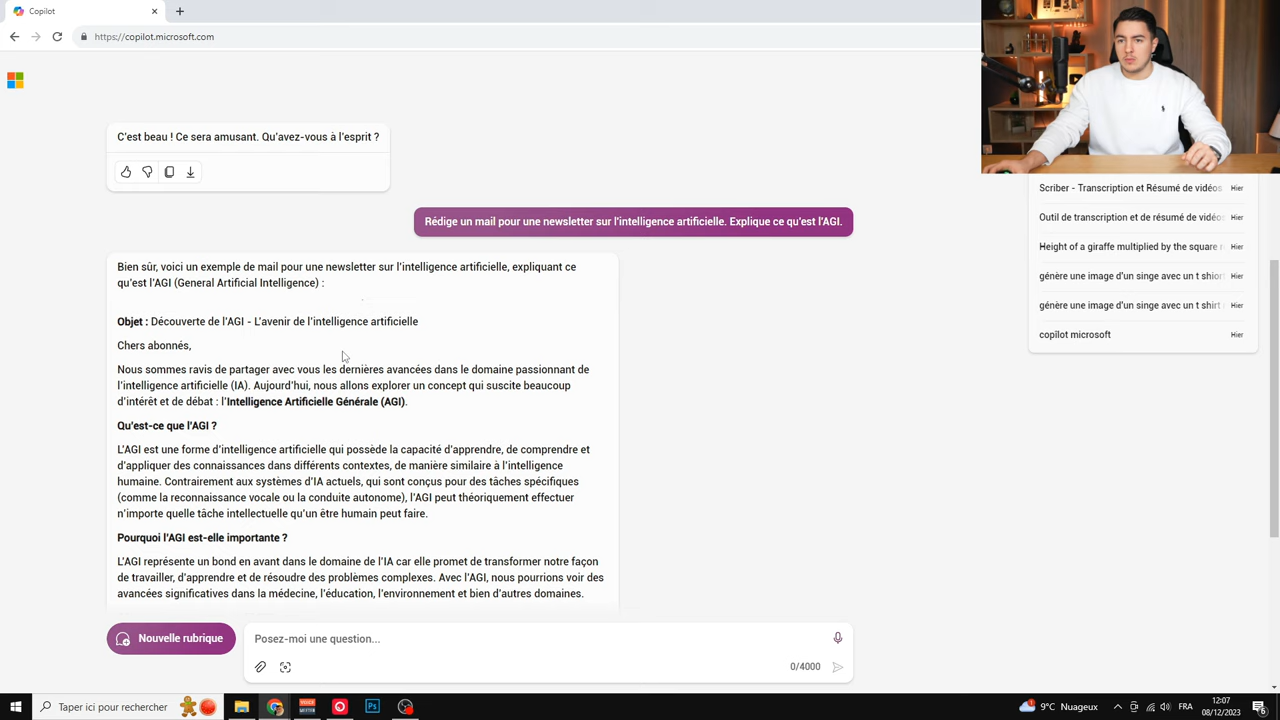 Copilot
https://copilot.microsoft.com
C'est beau ! Ce sera amusant. Qu'avez-vous à l'esprit ?
Rédige un mail pour une newsletter sur l'intelligence artificielle. Explique ce qu'est l'AGI.
Bien sûr, voici un exemple de mail pour une newsletter sur l'intelligence artificielle, expliquant ce
qu'est l'AGI (General Artificial Intelligence) :
Objet : Découverte de l'AGI - L'avenir de l'intelligence artificielle
Chers abonnés,
Nous sommes ravis de partager avec vous les dernières avancées dans le domaine passionnant de
l'intelligence artificielle (IA). Aujourd'hui, nous allons explorer un concept qui suscite beaucoup
d'intérêt et de débat : l'Intelligence Artificielle Générale (AGI).
Qu'est-ce que l'AGI ?
L'AGI est une forme d'intelligence artificielle qui possède la capacité d'apprendre, de comprendre et
d'appliquer des connaissances dans différents contextes, de manière similaire à l'intelligence
humaine. Contrairement aux systèmes d'IA actuels, qui sont conçus pour des tâches spécifiques
(comme la reconnaissance vocale ou la conduite autonome), l'AGI peut théoriquement effectuer
n'importe quelle tâche intellectuelle qu'un être humain peut faire.
Pourquoi l'AGI est-elle importante ?
L'AGI représente un bond en avant dans le domaine de l'IA car elle promet de transformer notre façon
de travailler, d'apprendre et de résoudre des problèmes complexes. Avec l'AGI, nous pourrions voir des
avancées significatives dans la médecine, l'éducation, l'environnement et bien d'autres domaines.
Nouvelle rubrique
Posez-moi une question...
0/4000
Scriber - Transcription et Résumé de vidéos Hier
Outil de transcription et de résumé de vidéo Hier
Height of a giraffe multiplied by the square Hier
génère une image d'un singe avec un t shior Hier
génère une image d'un singe avec un t shirt Hier
copîlot microsoft Hier
Taper ici pour rechercher
Ps
9°C Nuageux
FRA
12:07
08/12/2023